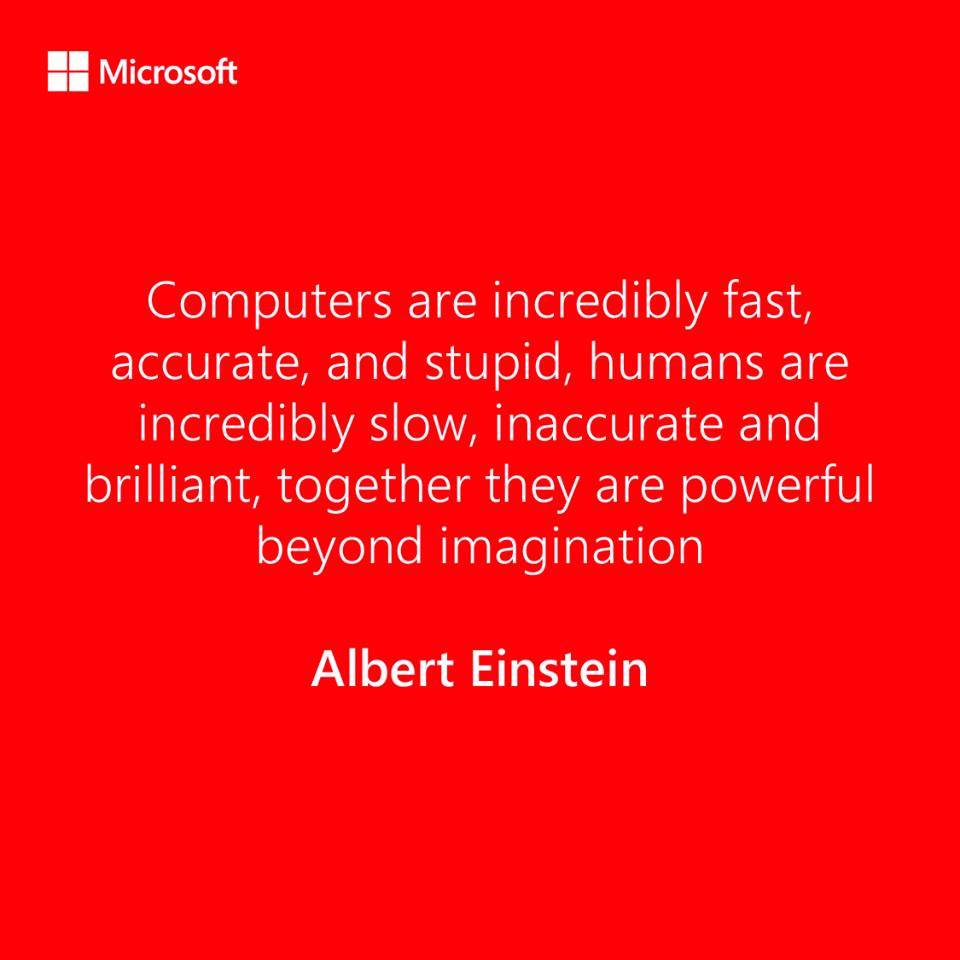 Microsoft
Computers are incredibly fast,
accurate, and stupid, humans are
incredibly slow, inaccurate and
brilliant, together they are powerful
beyond imagination
Albert Einstein